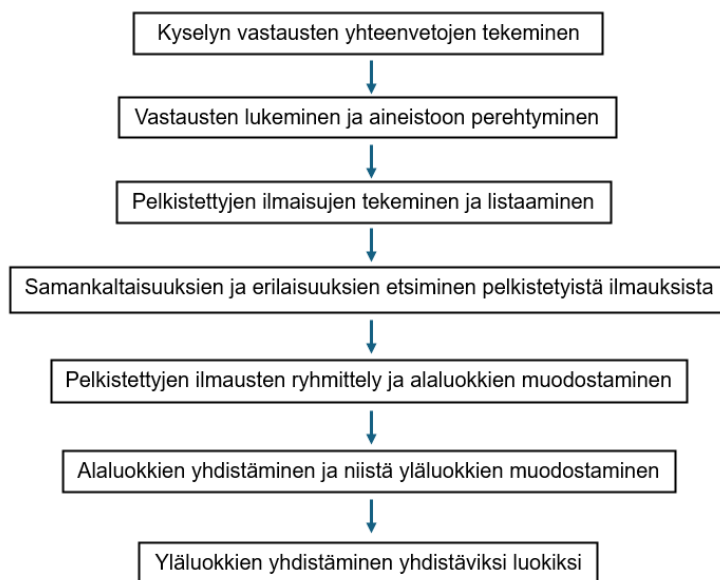 Kyselyn vastausten yhteenvetojen tekeminen
Vastausten lukeminen ja aineistoon perehtyminen
Pelkistettyjen ilmaisujen tekeminen ja listaaminen
Samankaltaisuuksien ja erilaisuuksien etsiminen pelkistetyistä ilmauksista
Pelkistettyjen ilmausten ryhmittely ja alaluokkien muodostaminen
Alaluokkien yhdistäminen ja niistä yläluokkien muodostaminen
Yläluokkien yhdistäminen yhdistäviksi luokiksi